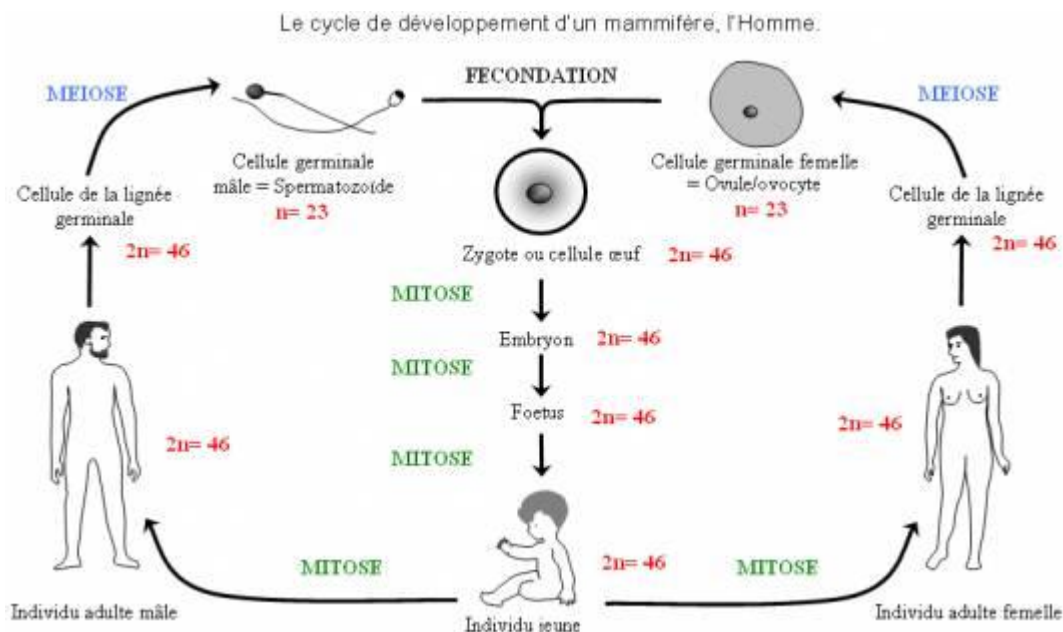 Le cycle de développement d'un mammifère, l'Homme.
MEIOSE
FECONDATION
MEIOSE
Cellule germinale
mâle = Spermatozoïde
n= 23
Cellule germinale femelle
= Ovule/ovocyte
n= 23
Cellule de la lignée
germinale
2n= 46
Cellule de la lignée
germinale
2n= 46
Zygote ou cellule œuf
2n= 46
MITOSE
Embryon
2n= 46
MITOSE
Foetus
2n= 46
MITOSE
2n= 46
2n= 46
2n= 46
MITOSE
MITOSE
Individu adulte mâle
Individu jeune
Individu adulte femelle